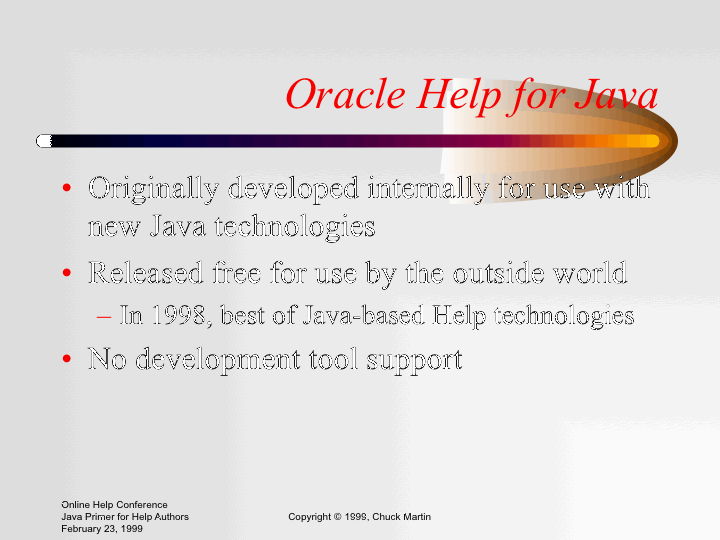 Oracle Help for Java
• Originally developed internally for use with
new Java technologies
• Released free for use by the outside world
– In 1998, best of Java-based Help technologies
• No development tool support
Online Help Conference
Java Primer for Help Authors
February 23, 1999
Copyright © 1999, Chuck Martin